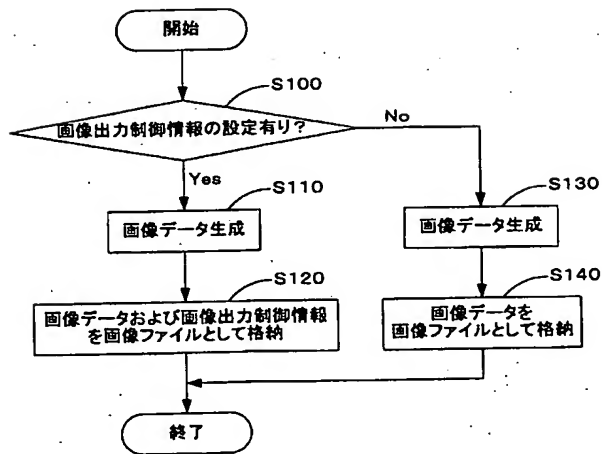 開始
S100
画像出力制御情報の設定有り?
No
Yes
S110
画像データ生成
S130
画像データ生成
S120
画像データおよび画像出力制御情報
を画像ファイルとして格納
S140
画像データを
画像ファイルとして格納
終了